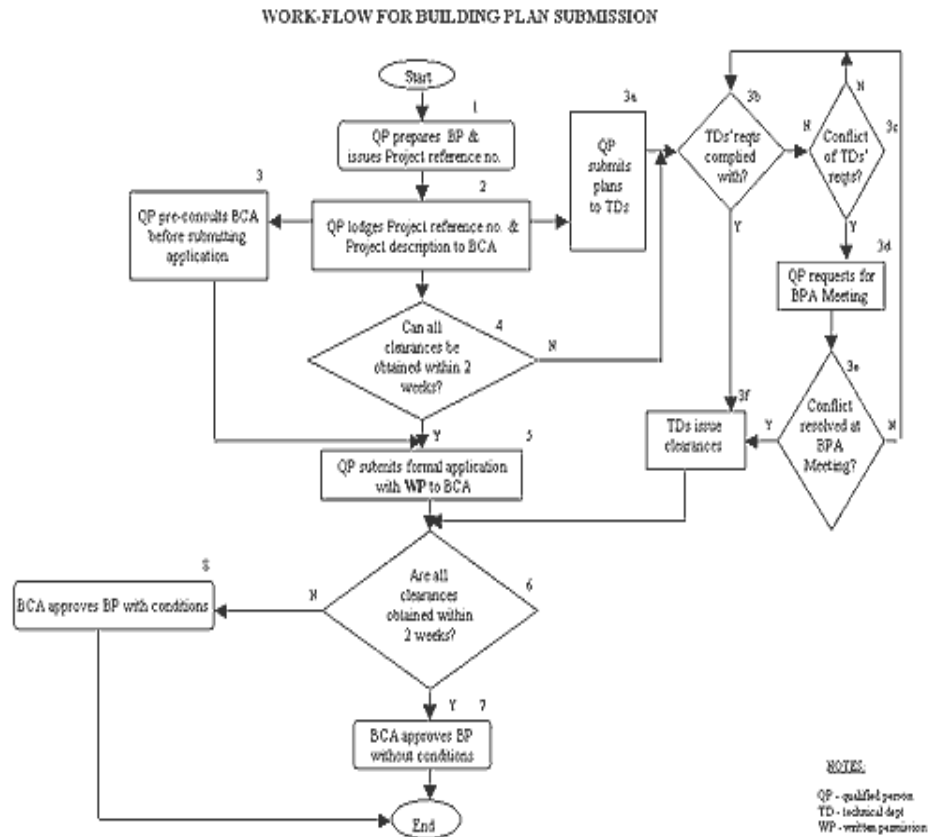 WORK-FLOW FOR BUILDING PLAN SUBMISSION
Start
1
QP prepares BP &
issues Project reference no.
2
QP lodges Project reference no. &
Project description to BCA
3
QP pre-consults BCA
before submitting
application
3a
QP
submits
plans
to TDs
3b
TDs' reqts
complied
with?
N
Y
3c
Conflict
of TDs'
reqts?
N
Y
3d
QP requests for
BPA Meeting
3e
Conflict
resolved at
BPA
Meeting?
Y
N
3f
TDs issue
clearances
4
Can all
clearances be
obtained within 2
weeks?
N
Y
5
QP submits formal application
with WP to BCA
6
Are all
clearances
obtained within
2 weeks?
N
Y
8
BCA approves BP with conditions
7
BCA approves BP
without conditions
End
NOTES:
QP - qualified person
TD - technical dept
WP - written permission